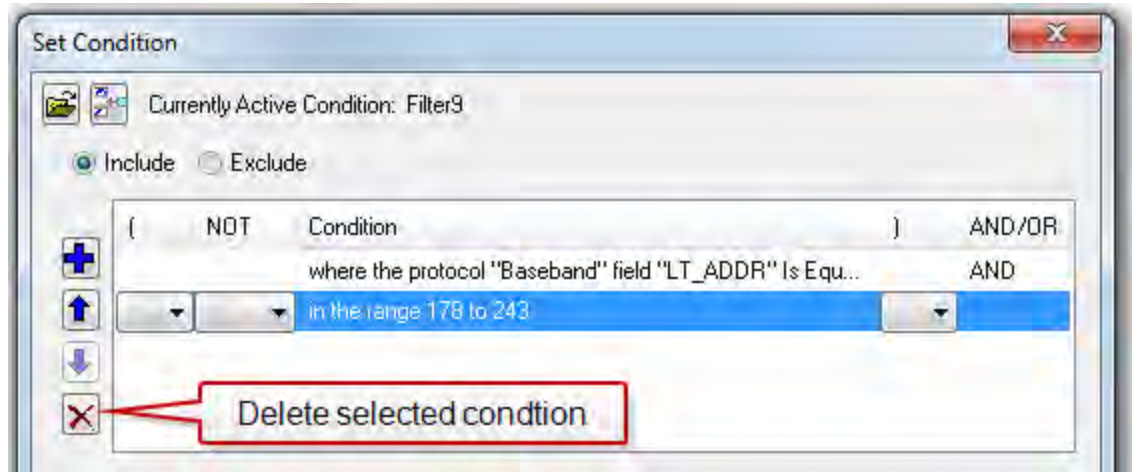 Set Condition
Currently Active Condition: Filter9
Include Exclude
( NOT Condition ) AND/OR
where the protocol "Baseband" field "LT_ADDR" Is Equ... AND
in the range 178 to 243
Delete selected condtion